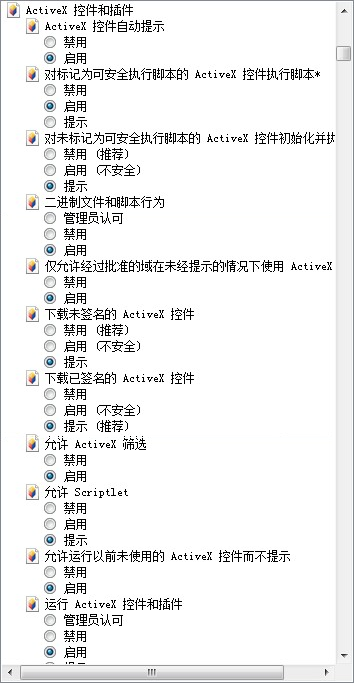 ActiveX 控件和插件
ActiveX 控件自动提示
禁用
启用
对标记为可安全执行脚本的 ActiveX 控件执行脚本*
禁用
启用
提示
对未标记为可安全执行脚本的 ActiveX 控件初始化并执
禁用 (推荐)
启用 (不安全)
提示
二进制文件和脚本行为
管理员认可
禁用
启用
仅允许经过批准的域在未经提示的情况下使用 ActiveX
禁用
启用
下载未签名的 ActiveX 控件
禁用 (推荐)
启用 (不安全)
提示
下载已签名的 ActiveX 控件
禁用
启用 (不安全)
提示 (推荐)
允许 ActiveX 筛选
禁用
启用
允许 Scriptlet
禁用
启用
提示
允许运行以前未使用的 ActiveX 控件而不提示
禁用
启用
运行 ActiveX 控件和插件
管理员认可
禁用
启用